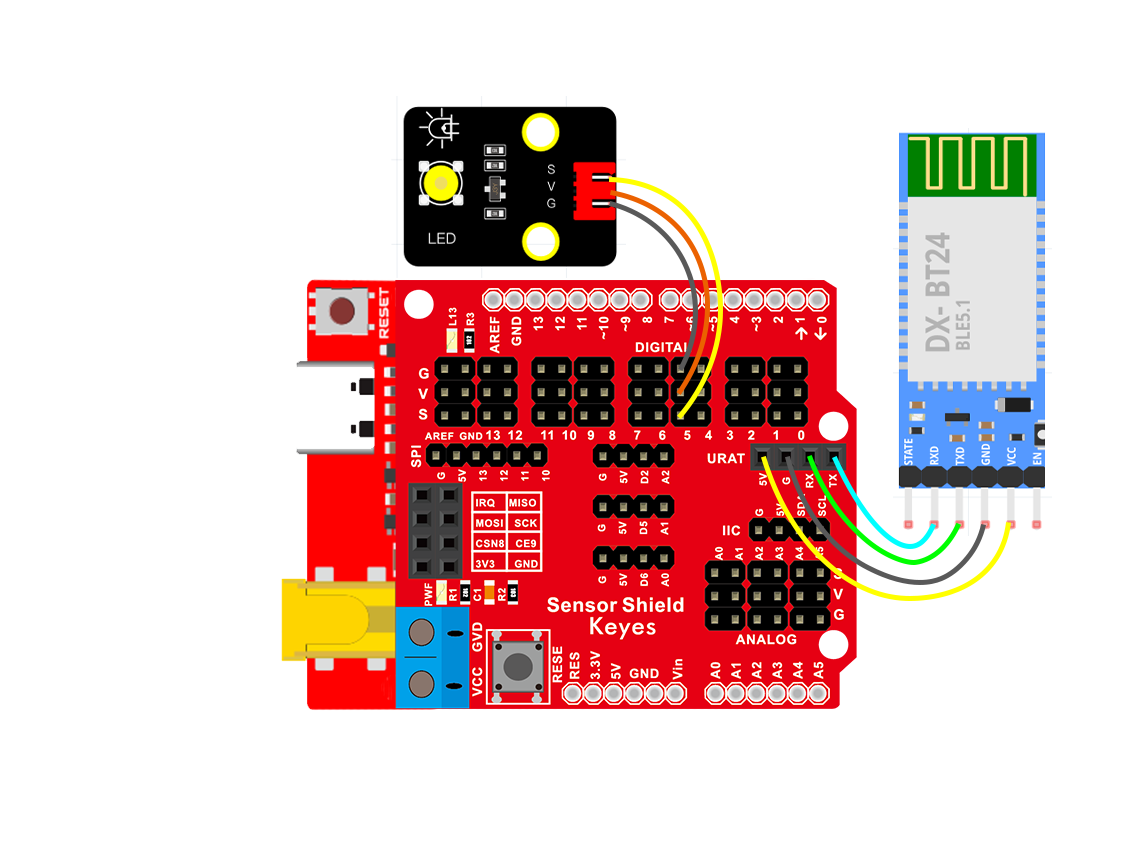 S
V
G
LED
DX- BT24
BLE5.1
RESET
L13
R3
102
AREF
GND
13
12
11
~10
~9
8
7
~6
~5
4
~3
2
1
0
DIGITAL
G
V
S
AREF GND 13 12 11 10 9 8 7 6 5 4 3 2 1 0
STATE
RXD
TXD
GND
VCC
EN
SPI
G
5V
13
12
11
10
G
5V
D2
A2
URAT
5V
G
RX
TX
IRQ MISO
MOSI SCK
CSN8 CE9
3V3 GND
G
5V
D5
A1
IIC
G
5V
SDA
SCL
G
5V
D6
A0
A0
A1
A2
A3
A4
A5
S
V
G
ANALOG
PWF
R1
102
C1
R2
103
Sensor Shield
Keyes
GVD
VCC
RESE
RES
3.3V
5V
GND
Vin
A0
A1
A2
A3
A4
A5